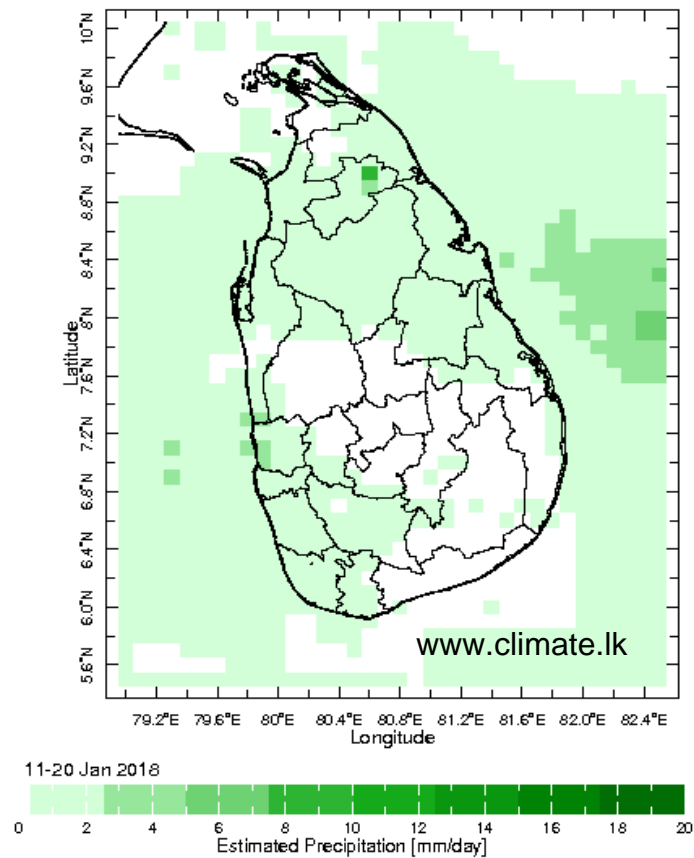 10°N
9.6°N
9.2°N
8.8°N
8.4°N
8°N
7.6°N
7.2°N
6.8°N
6.4°N
6.0°N
5.6°N
Latitude
www.climate.lk
79.2°E 79.6°E 80°E 80.4°E 80.8°E 81.2°E 81.6°E 82.0°E 82.4°E
Longitude
11-20 Jan 2018
0 2 4 6 8 10 12 14 16 18 20
Estimated Precipitation [mm/day]